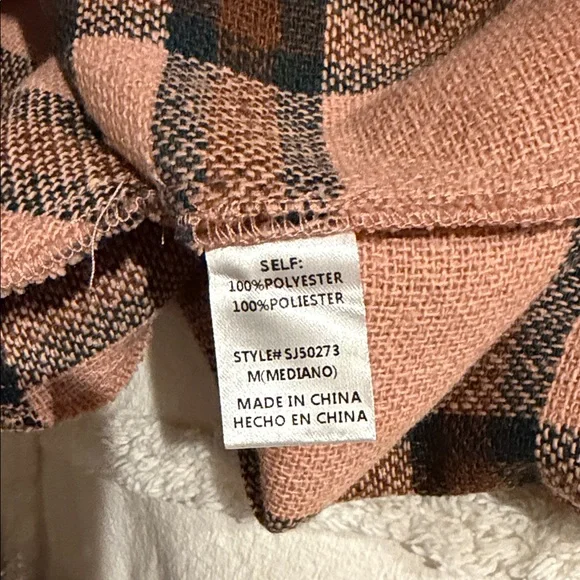 SELF:
100%POLYESTER
100%POLIESTER
STYLE# SJ50273
M(MEDIANO)
MADE IN CHINA
HECHO EN CHINA